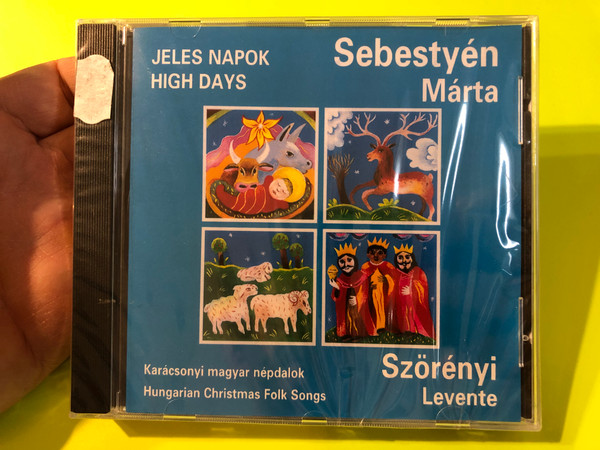 JELES NAPOK
HIGH DAYS
Sebestyén
Márta
Karácsonyi magyar népdalok
Hungarian Christmas Folk Songs
Szörényi
Levente